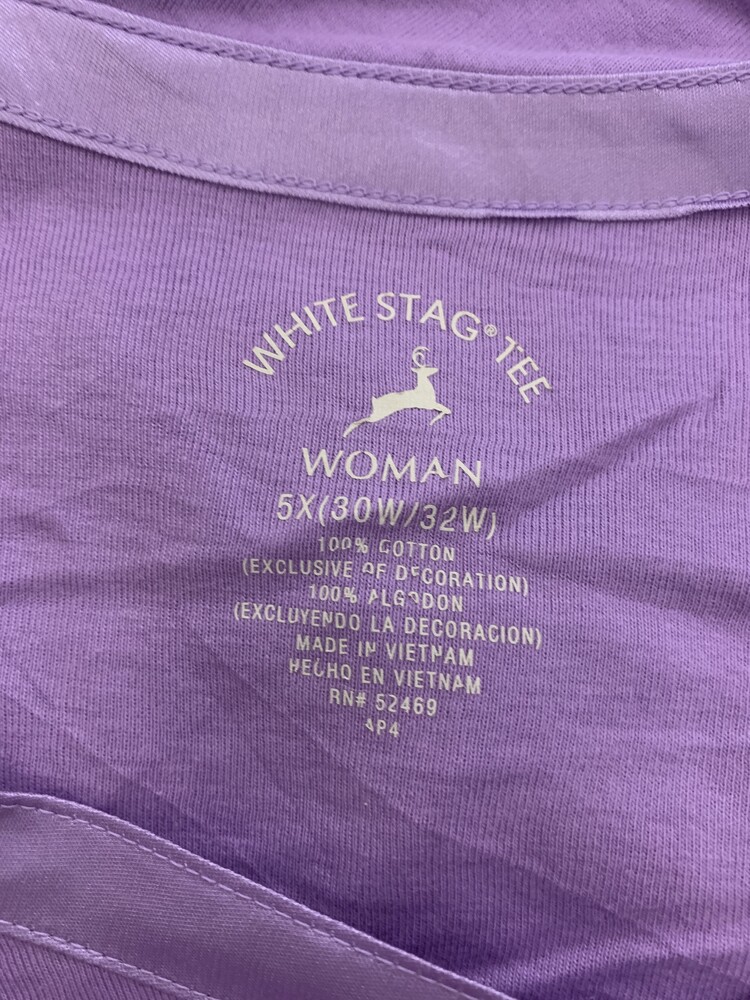 WHITE STAG® TEE
WOMAN
5X(30W/32W)
100% COTTON
(EXCLUSIVE OF DECORATION)
100% ALGODON
(EXCLUYENDO LA DECORACION)
MADE IN VIETNAM
HECHO EN VIETNAM
RN# 52469
AP4